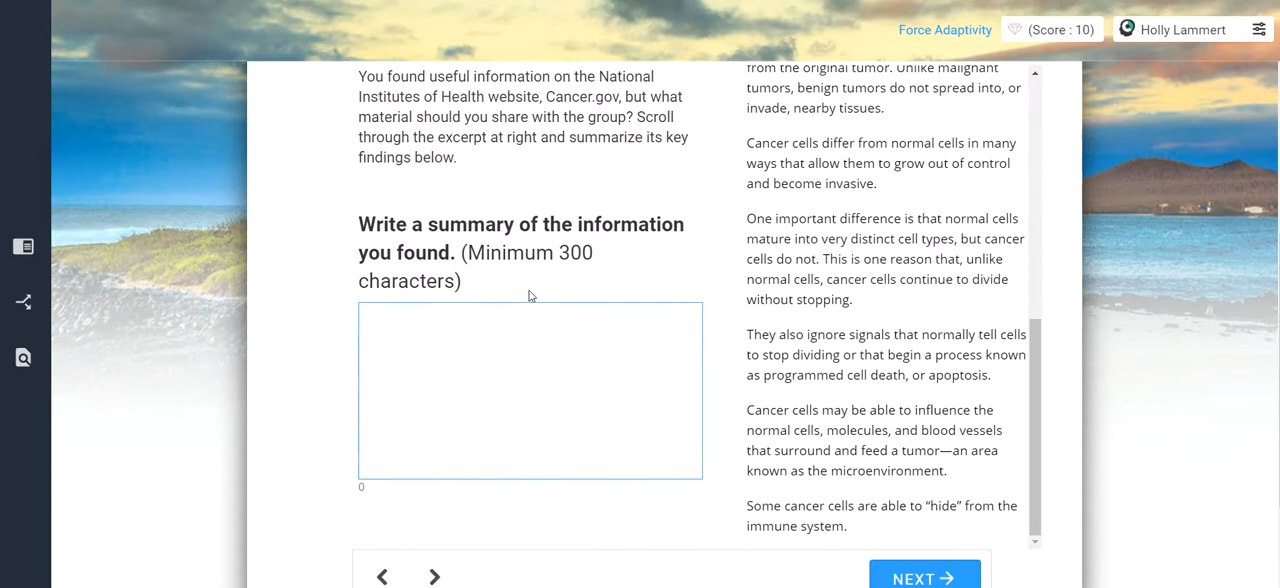 Force Adaptivity
(Score : 10)
Holly Lammert
You found useful information on the National
Institutes of Health website, Cancer.gov, but what
material should you share with the group? Scroll
through the excerpt at right and summarize its key
findings below.
Write a summary of the information
you found. (Minimum 300
characters)
0
from the original tumor. Unlike malignant
tumors, benign tumors do not spread into, or
invade, nearby tissues.
Cancer cells differ from normal cells in many
ways that allow them to grow out of control
and become invasive.
One important difference is that normal cells
mature into very distinct cell types, but cancer
cells do not. This is one reason that, unlike
normal cells, cancer cells continue to divide
without stopping.
They also ignore signals that normally tell cells
to stop dividing or that begin a process known
as programmed cell death, or apoptosis.
Cancer cells may be able to influence the
normal cells, molecules, and blood vessels
that surround and feed a tumor—an area
known as the microenvironment.
Some cancer cells are able to “hide” from the
immune system.
NEXT